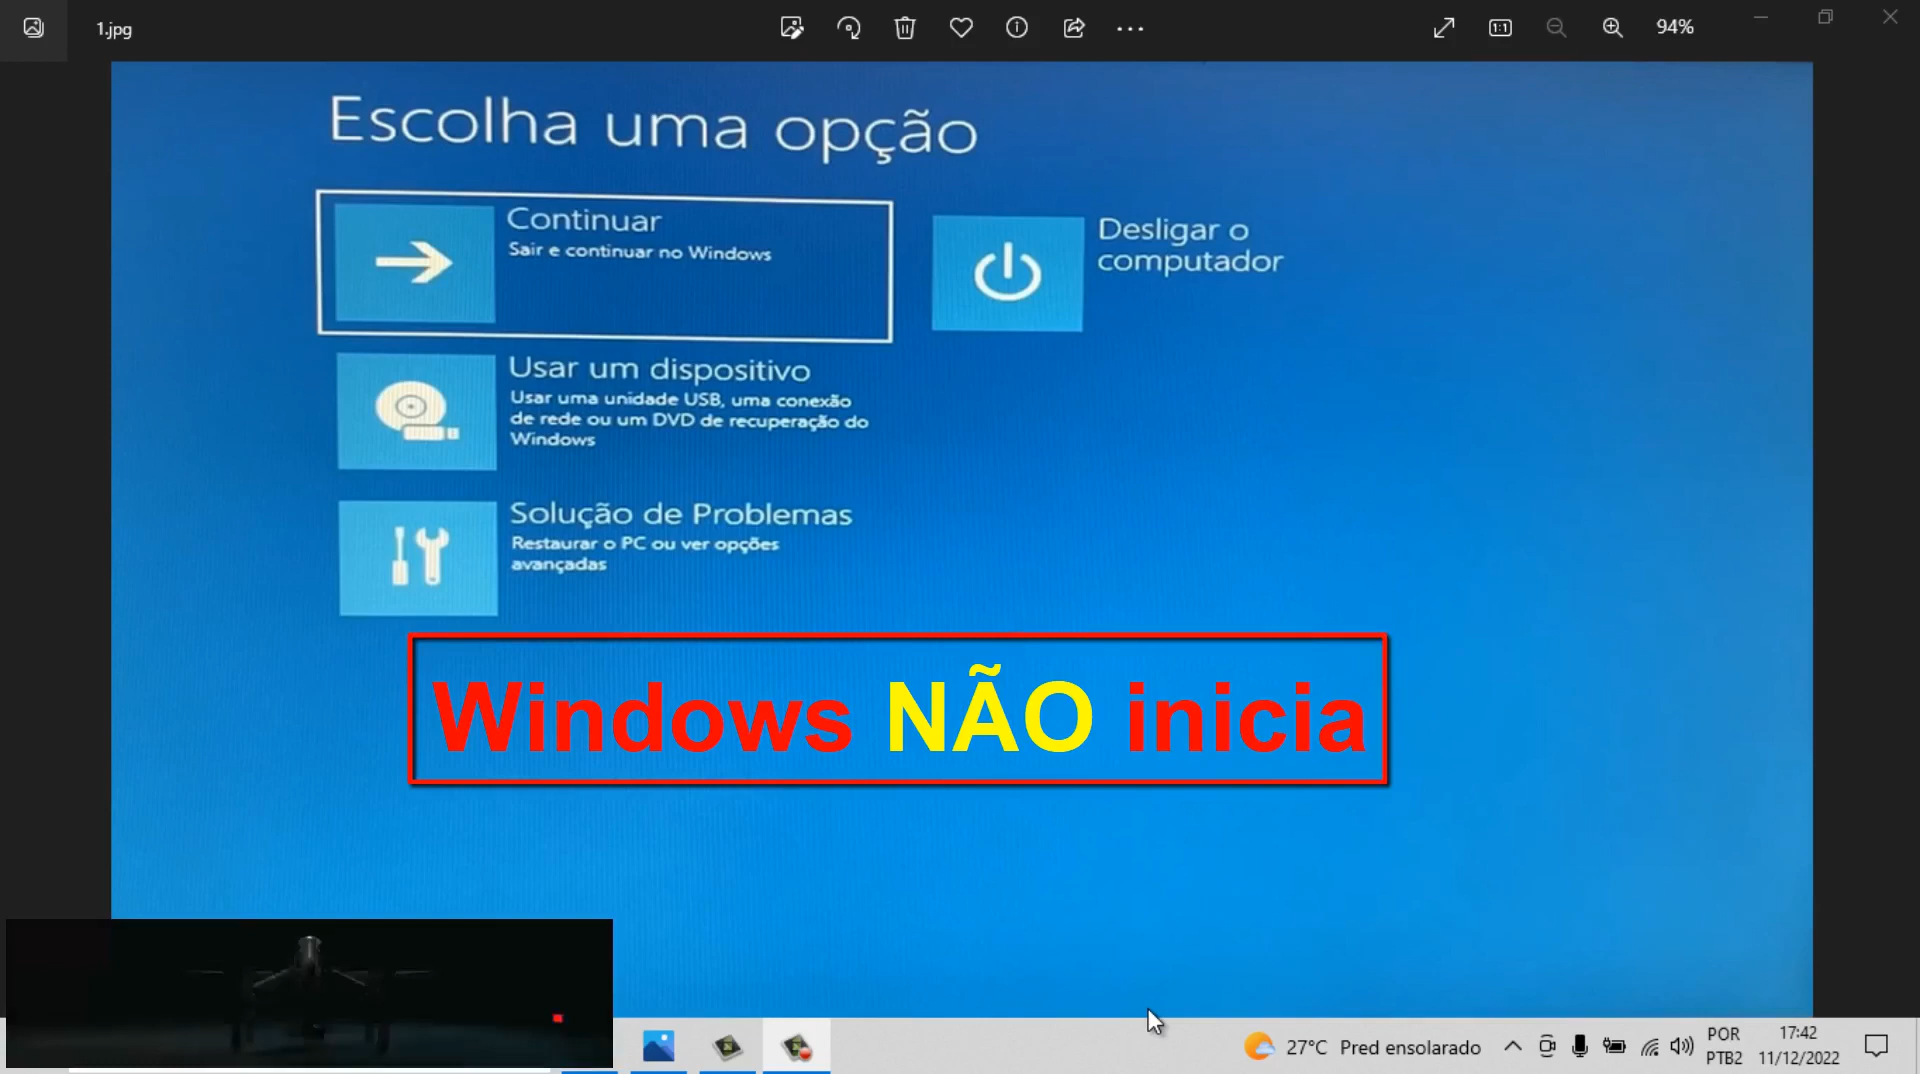 1.jpg
1:1
94%
Escolha uma opção
Continuar
Sair e continuar no Windows
Desligar o
computador
Usar um dispositivo
Usar uma unidade USB, uma conexão
de rede ou um DVD de recuperação do
Windows
Solução de Problemas
Restaurar o PC ou ver opções
avançadas
Windows NÃO inicia
27°C Pred ensolarado
POR
PTB2
17:42
11/12/2022